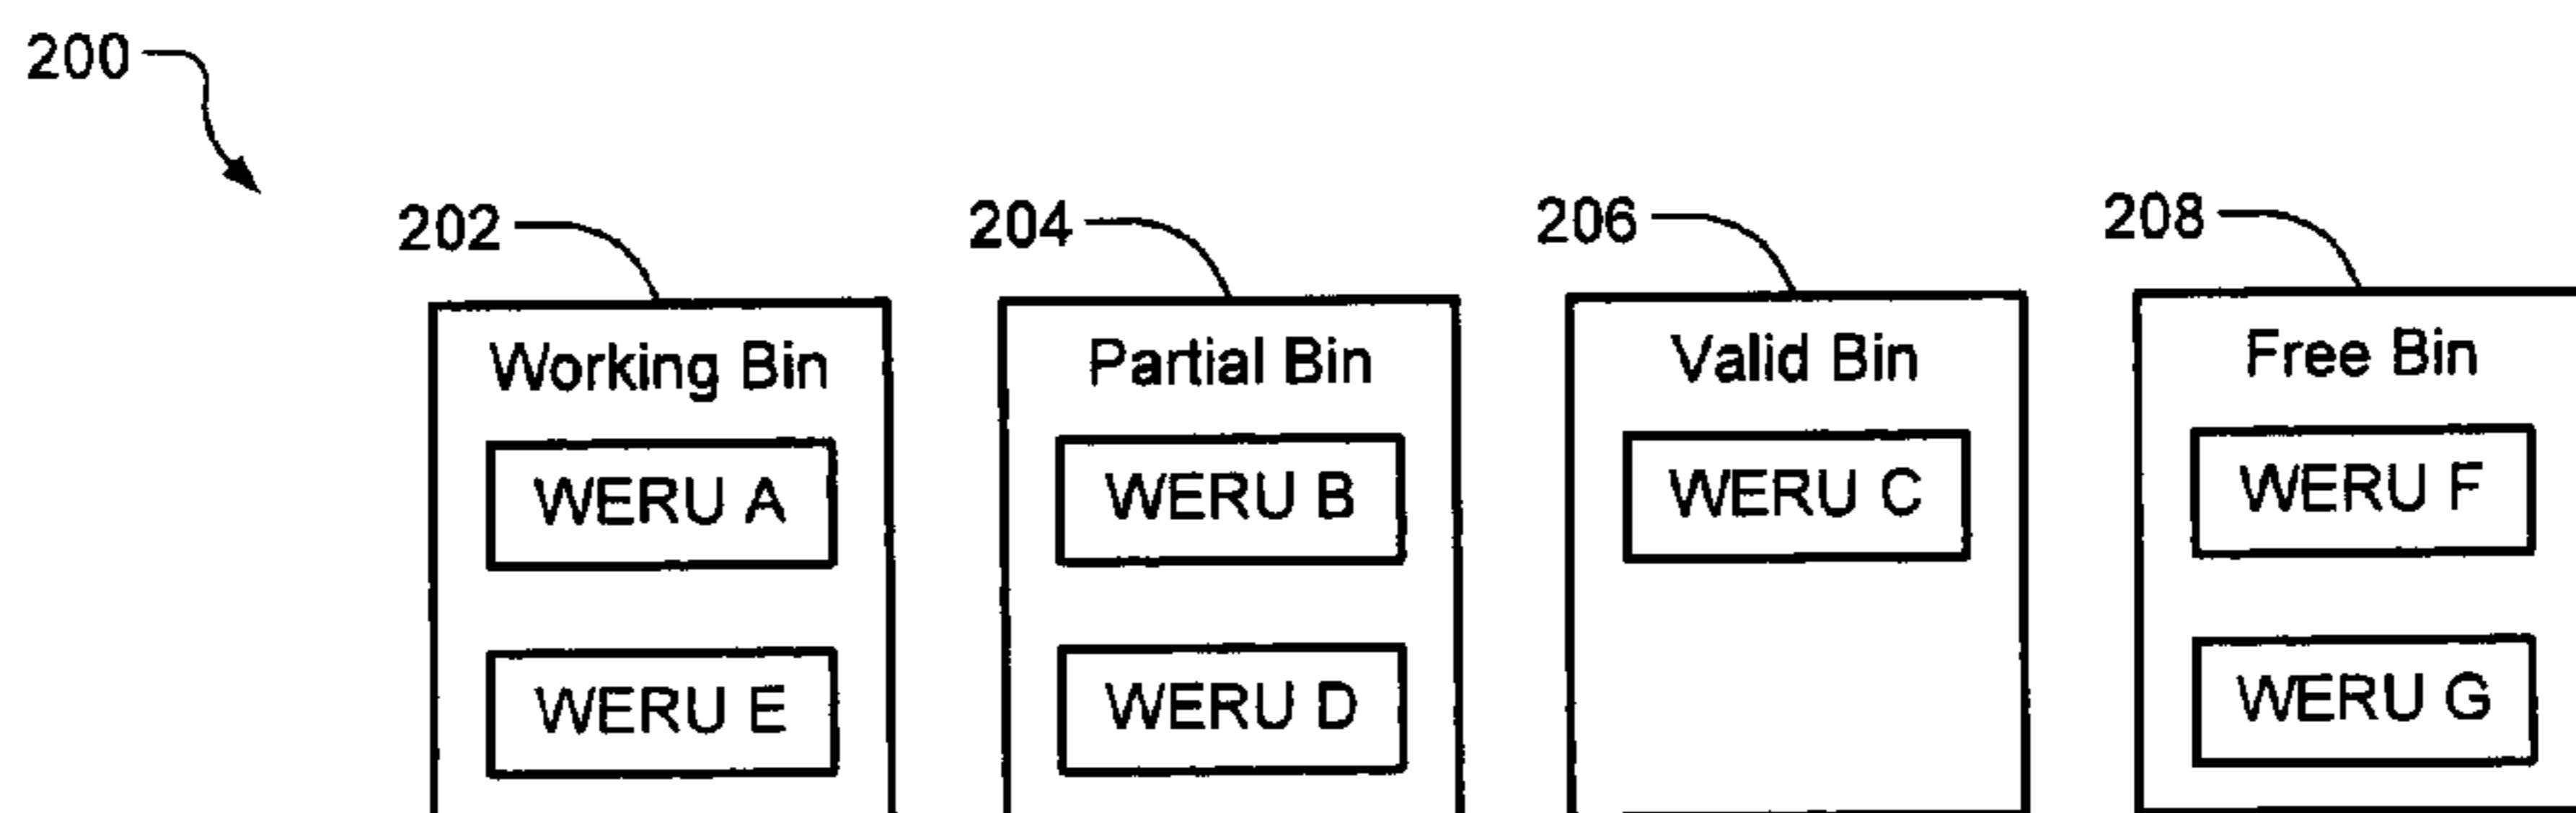 200
202 204 206 208
Working Bin Partial Bin Valid Bin Free Bin
WERU A WERU B WERU C WERU F
WERU E WERU D WERU G